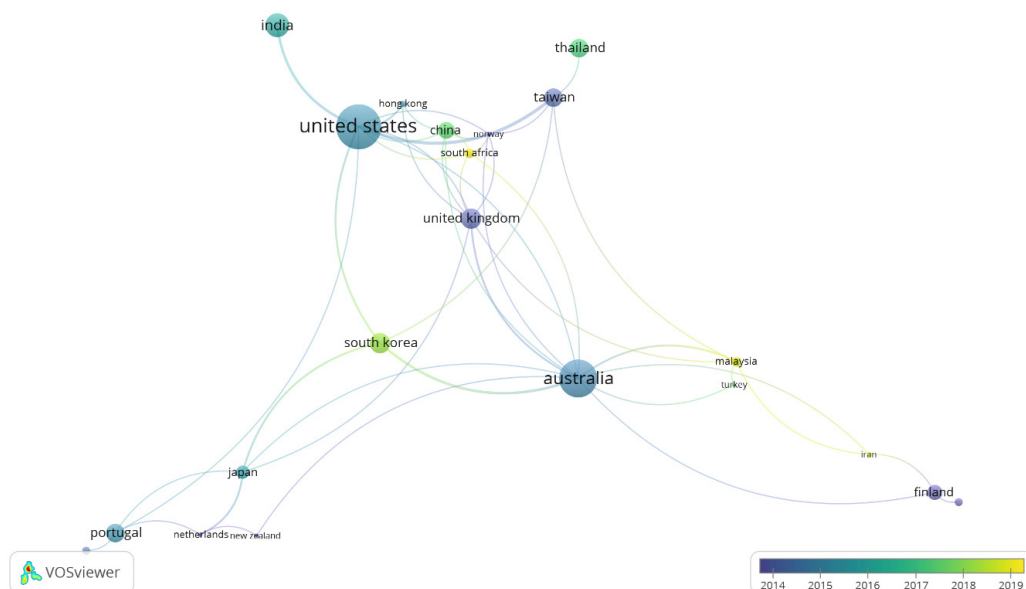 india
thailand
taiwan
hong kong
united states
china
norway
south africa
united kingdom
south korea
malaysia
australia
turkey
iran
japan
finland
portugal
netherlands
new zealand
VOSviewer
2014 2015 2016 2017 2018 2019